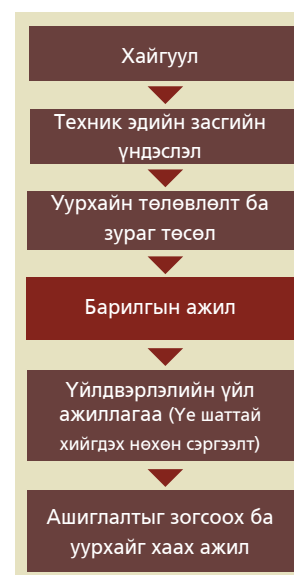 Хайгуул
Техник эдийн засгийн
үндэслэл
Уурхайн төлөвлөлт ба
зураг төсөл
Барилгын ажил
Үйлдвэрлэлийн үйл
ажиллагаа (Үе шаттай
хийгдэх нөхөн сэргээлт)
Ашиглалтыг зогсоох ба
уурхайг хаах ажил